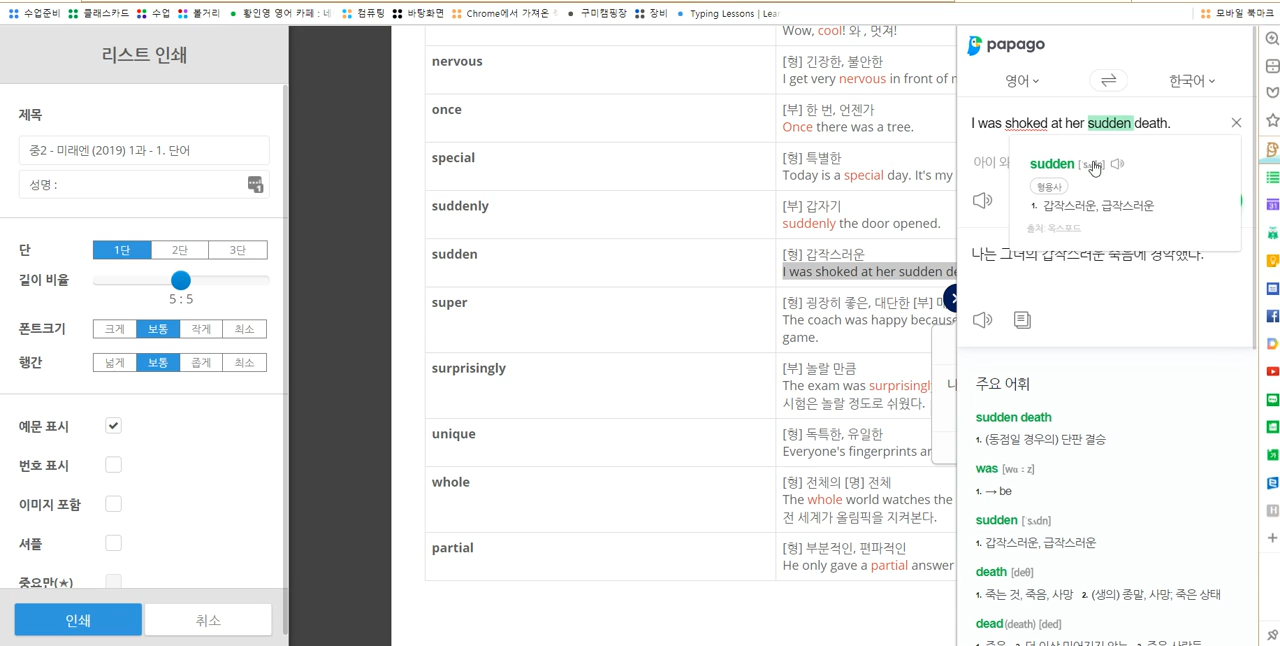 수업준비 클래스카드 수업 볼거리 황인영 영어 카페 : 네 컴퓨팅 바탕화면 Chrome에서 가져온 구미캠핑장 장비 Typing Lessons | Lear 모바일 북마크
리스트 인쇄
제목
중2 - 미래엔 (2019) 1과 - 1. 단어
성명 :
단 1단 2단 3단
길이 비율
5 : 5
폰트크기 크게 보통 작게 최소
행간 넓게 보통 좁게 최소
예문 표시
번호 표시
이미지 포함
셔플
중요만(★)
인쇄 취소
Wow, cool! 와 , 멋져!
nervous [형] 긴장한, 불안한
I get very nervous in front of
once [부] 한 번, 언젠가
Once there was a tree.
special [형] 특별한
Today is a special day. It's my
suddenly [부] 갑자기
suddenly the door opened.
sudden [형] 갑작스러운
I was shoked at her sudden de
super [형] 굉장히 좋은, 대단한 [부]
The coach was happy because
game.
surprisingly [부] 놀랄 만큼
The exam was surprisingly
시험은 놀랄 정도로 쉬웠다.
unique [형] 독특한, 유일한
Everyone's fingerprints ar
whole [형] 전체의 [명] 전체
The whole world watches the
전 세계가 올림픽을 지켜본다.
partial [형] 부분적인, 편파적인
He only gave a partial answer
나
papago
영어 한국어
I was shoked at her sudden death.
아이 와
sudden
형용사
1. 갑작스러운, 급작스러운
출처: 옥스포드
나는 그녀의 갑작스러운 죽음에 경악했다.
주요 어휘
sudden death
1. (동점일 경우의) 단판 결승
was [wɑːz]
1. → be
sudden [ˈsʌdn]
1. 갑작스러운, 급작스러운
death [deθ]
1. 죽는 것, 죽음, 사망 2. (생의) 종말, 사망; 죽은 상태
dead(death) [ded]